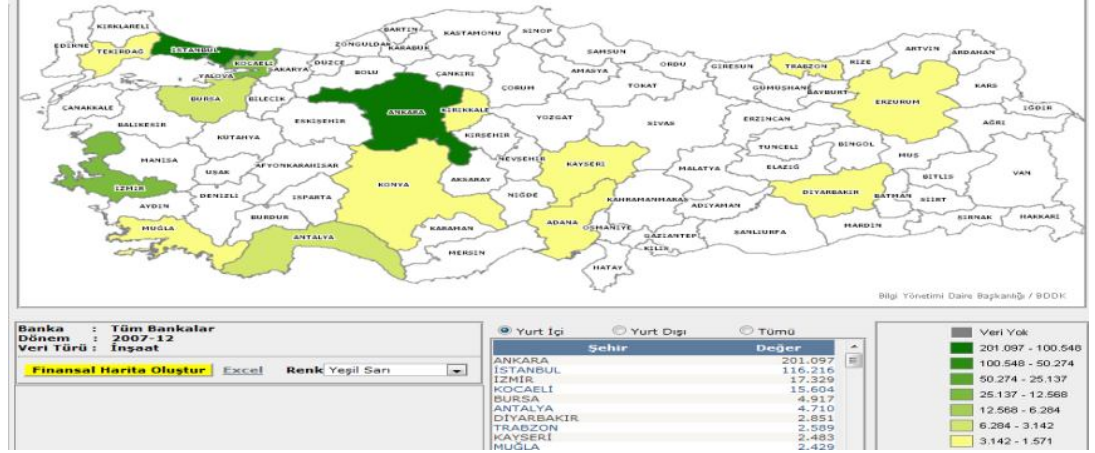 KIRKLARELİ
EDİRNE
TEKİRDAĞ
İSTANBUL
KOCAELİ
YALOVA
SAKARYA
DÜZCE
ZONGULDAK
BARTIN
KARABÜK
KASTAMONU
SİNOP
SAMSUN
ORDU
GİRESUN
TRABZON
RİZE
ARTVİN
ARDAHAN
BOLU
ÇANKIRI
ÇORUM
AMASYA
TOKAT
GÜMÜŞHANE
BAYBURT
ERZURUM
KARS
IĞDIR
AĞRI
ÇANAKKALE
BURSA
BİLECİK
ANKARA
KIRIKKALE
BALIKESİR
KÜTAHYA
ESKİŞEHİR
KIRŞEHİR
YOZGAT
SİVAS
ERZİNCAN
TUNCELİ
BİNGÖL
MUŞ
MANİSA
UŞAK
AFYONKARAHİSAR
NEVŞEHİR
KAYSERİ
MALATYA
ELAZIĞ
BİTLİS
VAN
İZMİR
DENİZLİ
ISPARTA
KONYA
AKSARAY
NİĞDE
KAHRAMANMARAŞ
ADIYAMAN
DİYARBAKIR
BATMAN
SİİRT
AYDIN
MUĞLA
BURDUR
ANTALYA
KARAMAN
MERSİN
ADANA
OSMANİYE
GAZİANTEP
KİLİS
ŞANLIURFA
MARDİN
ŞIRNAK
HAKKARİ
HATAY
Bilgi Yönetimi Daire Başkanlığı / BDDK
Banka : Tüm Bankalar
Dönem : 2007-12
Veri Türü : İnşaat
Finansal Harita Oluştur Excel Renk Yeşil Sarı
Yurt İçi Yurt Dışı Tümü
Şehir Değer
ANKARA 201.097
İSTANBUL 116.216
İZMİR 17.329
KOCAELİ 15.604
BURSA 4.917
ANTALYA 4.710
DİYARBAKIR 2.851
TRABZON 2.589
KAYSERİ 2.483
MUĞLA 2.429
Veri Yok
201.097 - 100.548
100.548 - 50.274
50.274 - 25.137
25.137 - 12.568
12.568 - 6.284
6.284 - 3.142
3.142 - 1.571